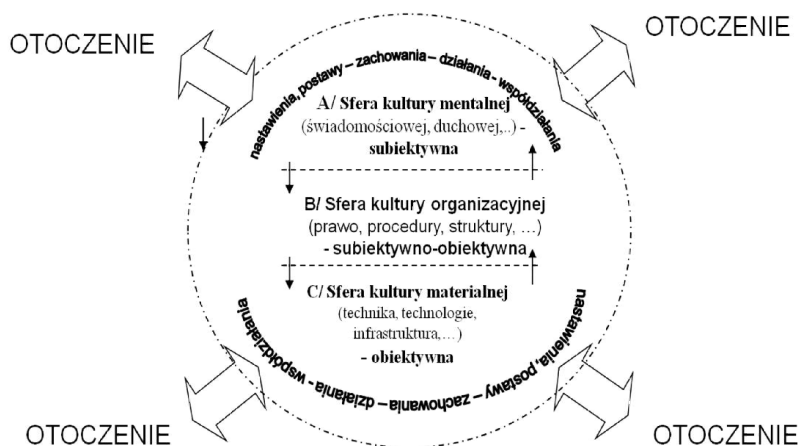 OTOCZENIE
OTOCZENIE
nastawienia, postawy – zachowania – działania - współdziałania
A/ Sfera kultury mentalnej
(świadomościowej, duchowej,..) -
subiektywna
B/ Sfera kultury organizacyjnej
(prawo, procedury, struktury, …)
- subiektywno-obiektywna
C/ Sfera kultury materialnej
(technika, technologie,
infrastruktura,…)
- obiektywna
nastawienia, postawy – zachowania – działania - współdziałania
OTOCZENIE
OTOCZENIE